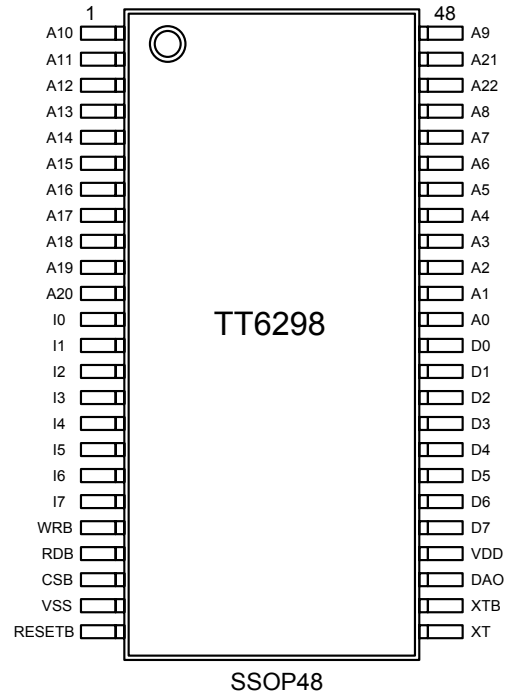 1 48
A10 A9
A11 A21
A12 A22
A13 A8
A14 A7
A15 A6
A16 A5
A17 A4
A18 A3
A19 A2
A20 A1
I0 A0
TT6298
I1 D0
I2 D1
I3 D2
I4 D3
I5 D4
I6 D5
I7 D6
WRB D7
RDB VDD
CSB DAO
VSS XTB
RESETB XT
SSOP48